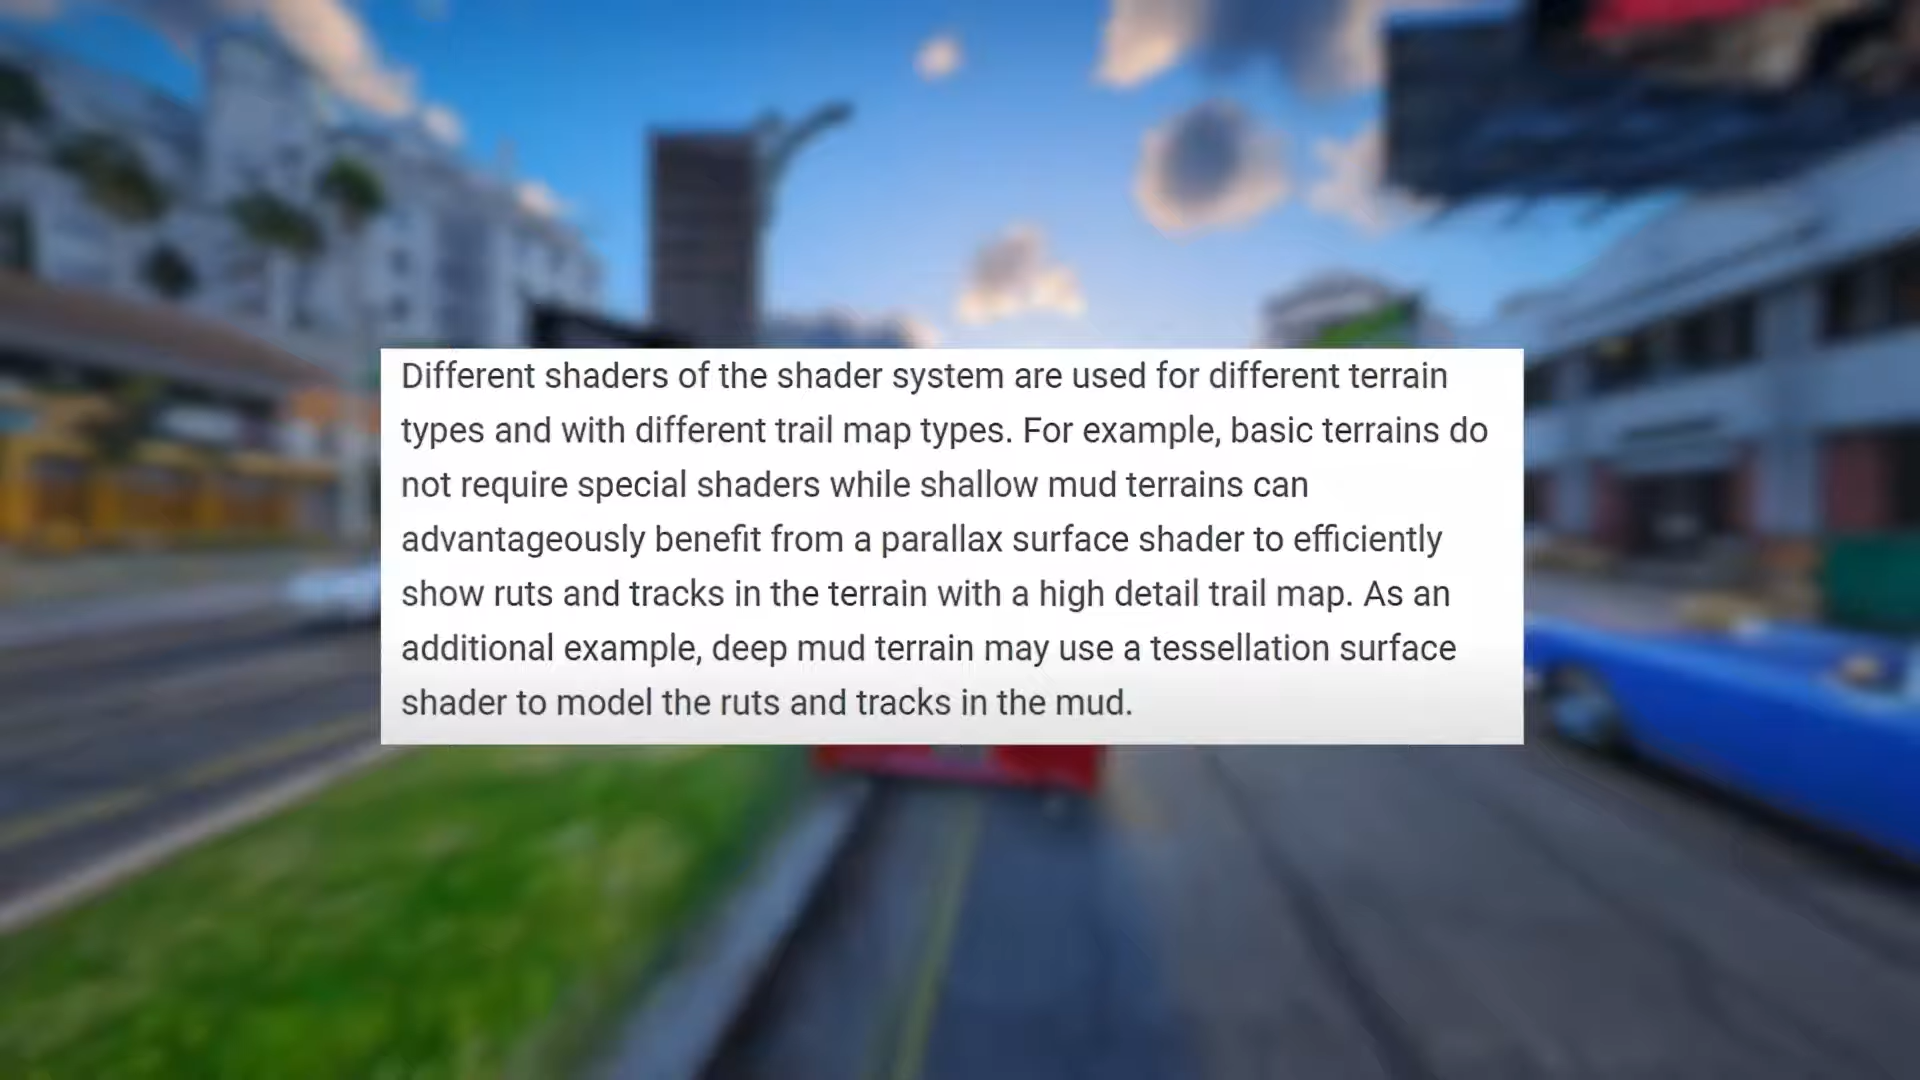 Different shaders of the shader system are used for different terrain
types and with different trail map types. For example, basic terrains do
not require special shaders while shallow mud terrains can
advantageously benefit from a parallax surface shader to efficiently
show ruts and tracks in the terrain with a high detail trail map. As an
additional example, deep mud terrain may use a tessellation surface
shader to model the ruts and tracks in the mud.